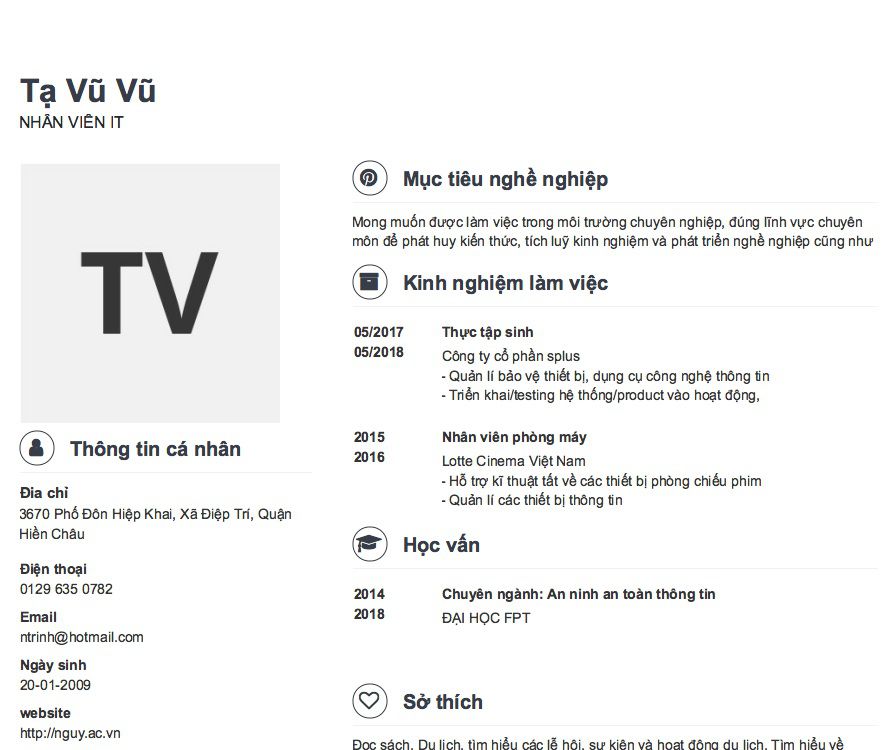 Tạ Vũ Vũ
NHÂN VIÊN IT
TV
Thông tin cá nhân
Đia chỉ
3670 Phố Đôn Hiệp Khai, Xã Điệp Trí, Quận
Hiền Châu
Điện thoại
0129 635 0782
Email
ntrinh@hotmail.com
Ngày sinh
20-01-2009
website
http://nguy.ac.vn
Mục tiêu nghề nghiệp
Mong muốn được làm việc trong môi trường chuyên nghiệp, đúng lĩnh vực chuyên
môn để phát huy kiến thức, tích luỹ kinh nghiệm và phát triển nghề nghiệp cũng như
Kinh nghiệm làm việc
05/2017
05/2018
Thực tập sinh
Công ty cổ phần splus
- Quản lí bảo vệ thiết bị, dụng cụ công nghệ thông tin
- Triển khai/testing hệ thống/product vào hoạt động,
2015
2016
Nhân viên phòng máy
Lotte Cinema Việt Nam
- Hỗ trợ kĩ thuật tất về các thiết bị phòng chiếu phim
- Quản lí các thiết bị thông tin
Học vấn
2014
2018
Chuyên ngành: An ninh an toàn thông tin
ĐẠI HỌC FPT
Sở thích
Đọc sách, Du lịch, tìm hiểu các lễ hội, sự kiện và hoạt động du lịch, Tìm hiểu về